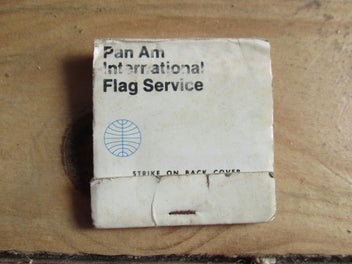 Pan Am
International
Flag Service
STRIKE ON BACK COVER